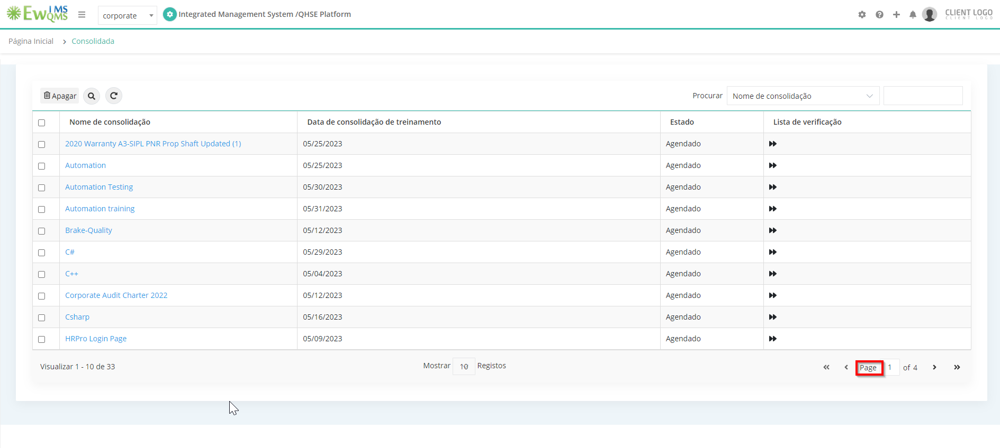 EwQMS IMS corporate Integrated Management System /QHSE Platform CLIENT LOGO
CLIENT LOGO
Página Inicial > Consolidada
Apagar Procurar Nome de consolidação
Nome de consolidação Data de consolidação de treinamento Estado Lista de verificação
2020 Warranty A3-SIPL PNR Prop Shaft Updated (1) 05/25/2023 Agendado
Automation 05/25/2023 Agendado
Automation Testing 05/30/2023 Agendado
Automation training 05/31/2023 Agendado
Brake-Quality 05/12/2023 Agendado
C# 05/29/2023 Agendado
C++ 05/04/2023 Agendado
Corporate Audit Charter 2022 05/12/2023 Agendado
Csharp 05/16/2023 Agendado
HRPro Login Page 05/09/2023 Agendado
Visualizar 1 - 10 de 33 Mostrar 10 Registos Page 1 of 4